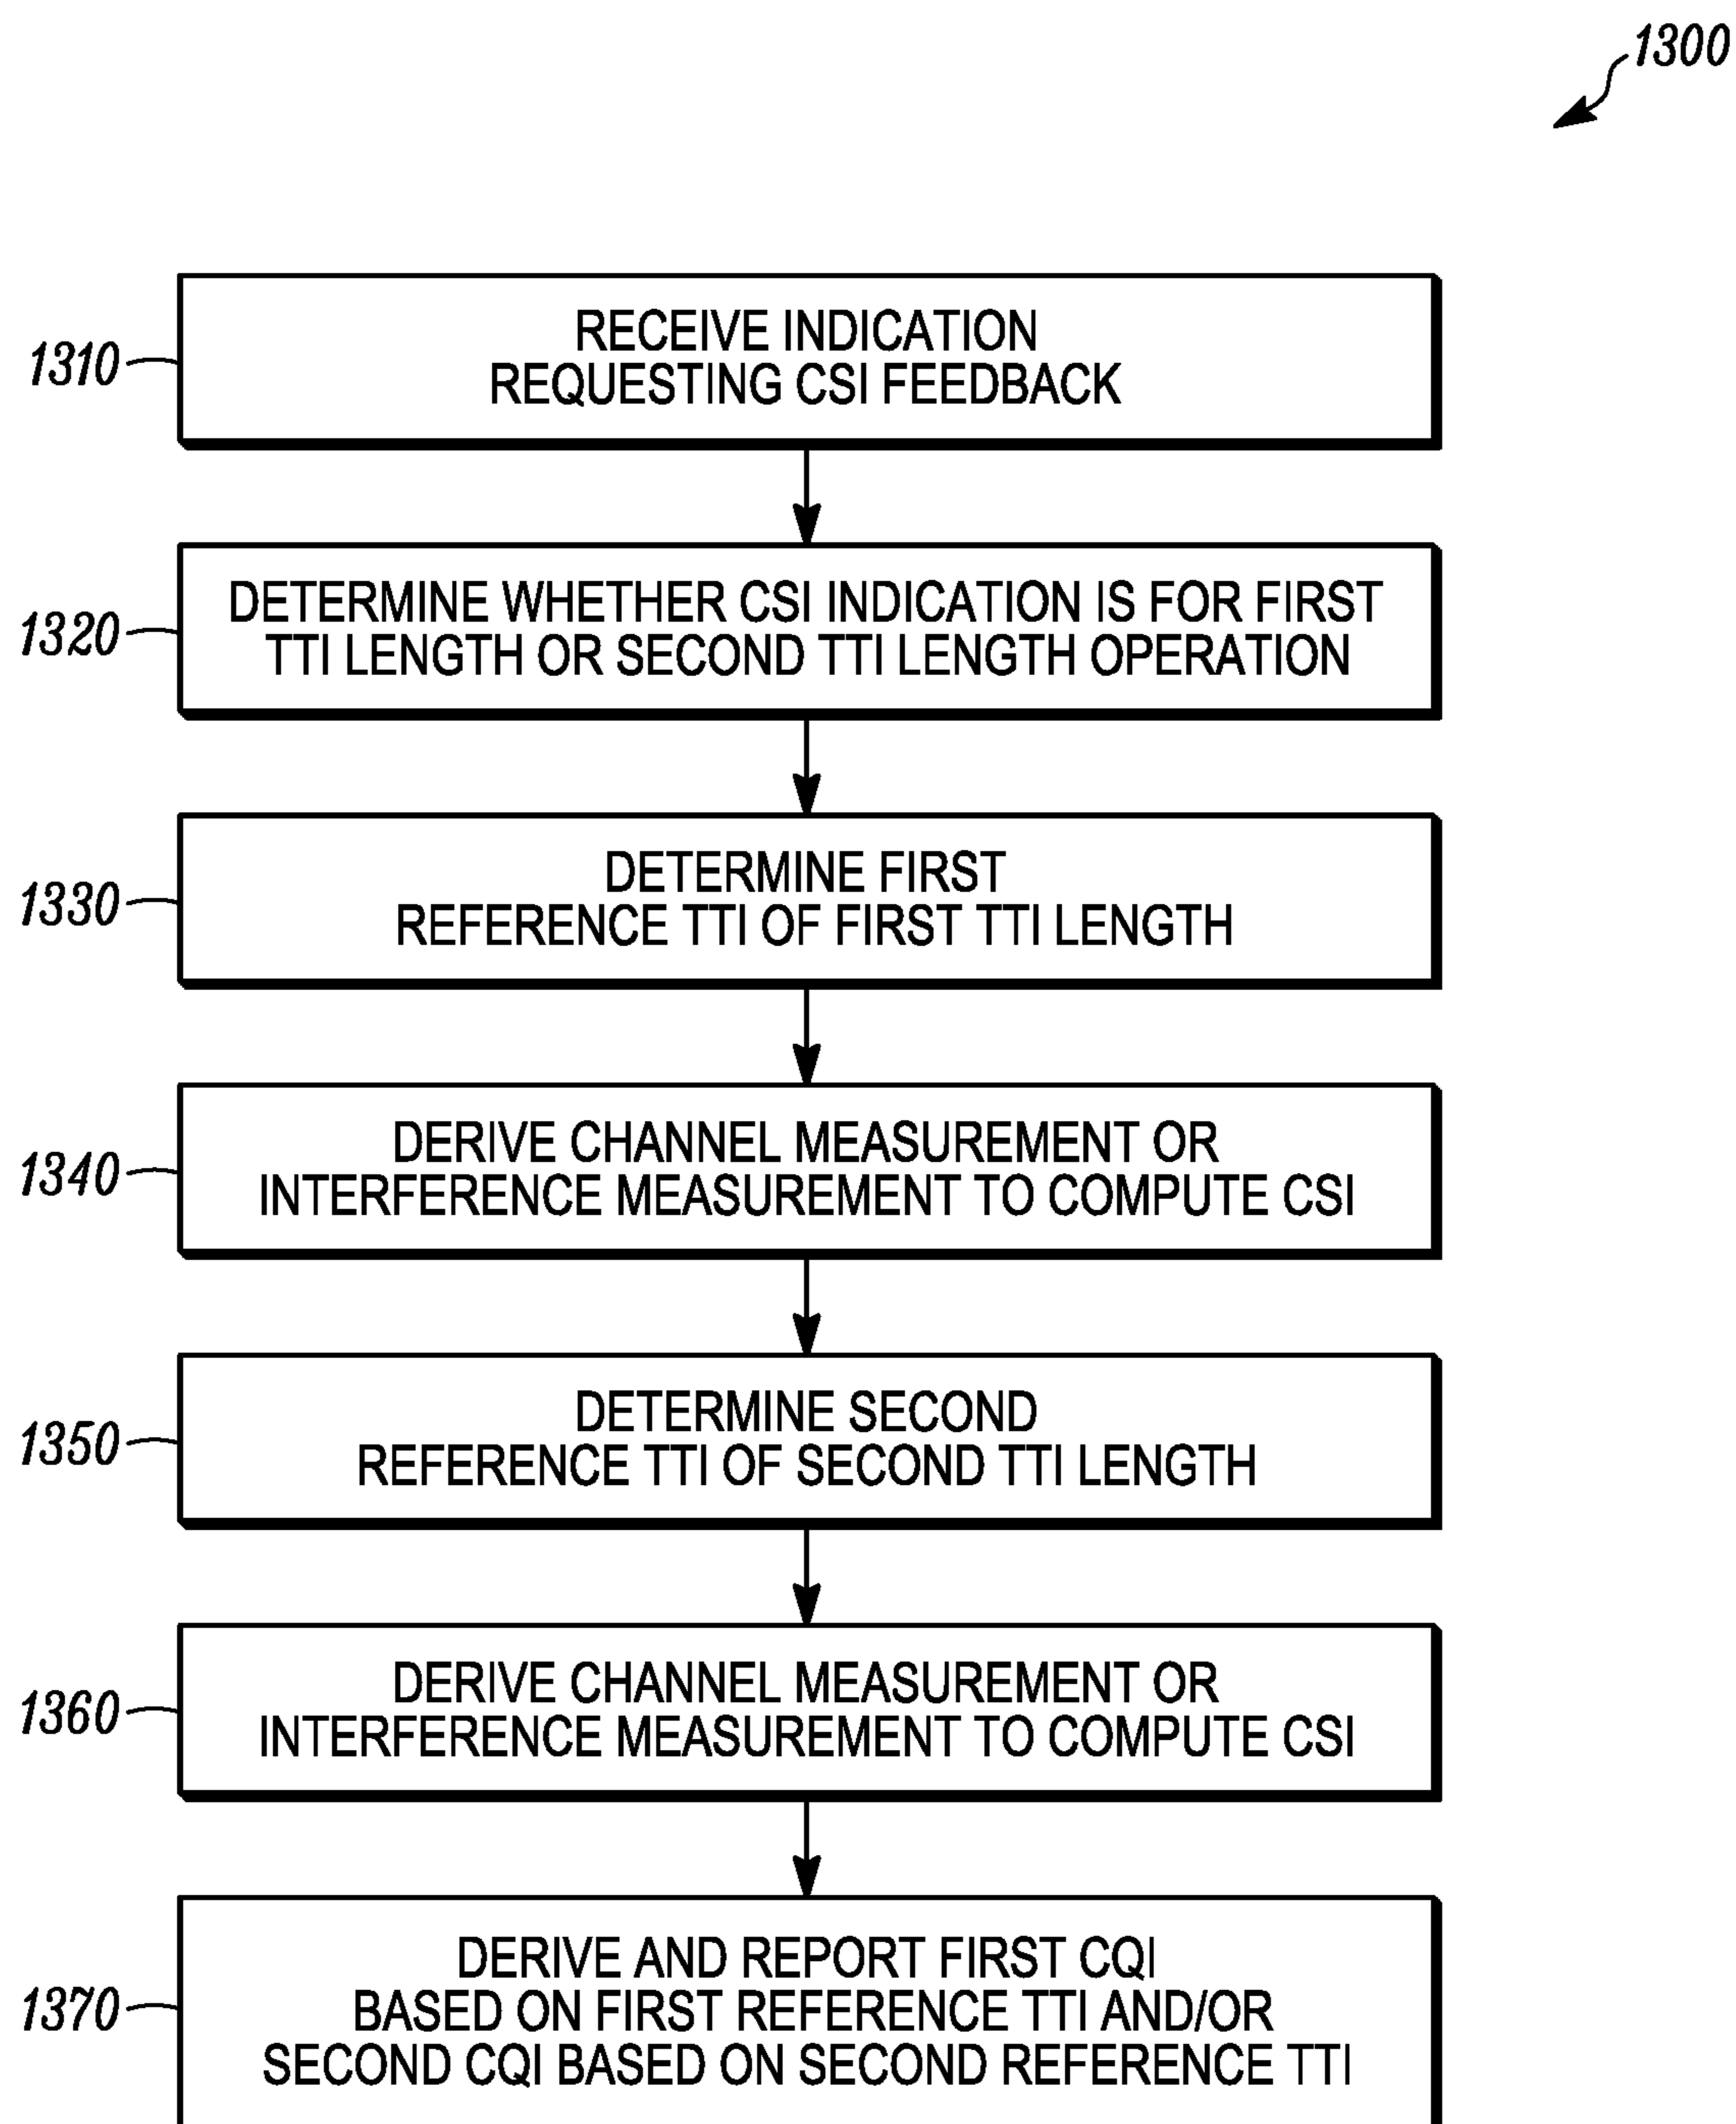 1300
1310
RECEIVE INDICATION
REQUESTING CSI FEEDBACK
1320
DETERMINE WHETHER CSI INDICATION IS FOR FIRST
TTI LENGTH OR SECOND TTI LENGTH OPERATION
1330
DETERMINE FIRST
REFERENCE TTI OF FIRST TTI LENGTH
1340
DERIVE CHANNEL MEASUREMENT OR
INTERFERENCE MEASUREMENT TO COMPUTE CSI
1350
DETERMINE SECOND
REFERENCE TTI OF SECOND TTI LENGTH
1360
DERIVE CHANNEL MEASUREMENT OR
INTERFERENCE MEASUREMENT TO COMPUTE CSI
1370
DERIVE AND REPORT FIRST CQI
BASED ON FIRST REFERENCE TTI AND/OR
SECOND CQI BASED ON SECOND REFERENCE TTI